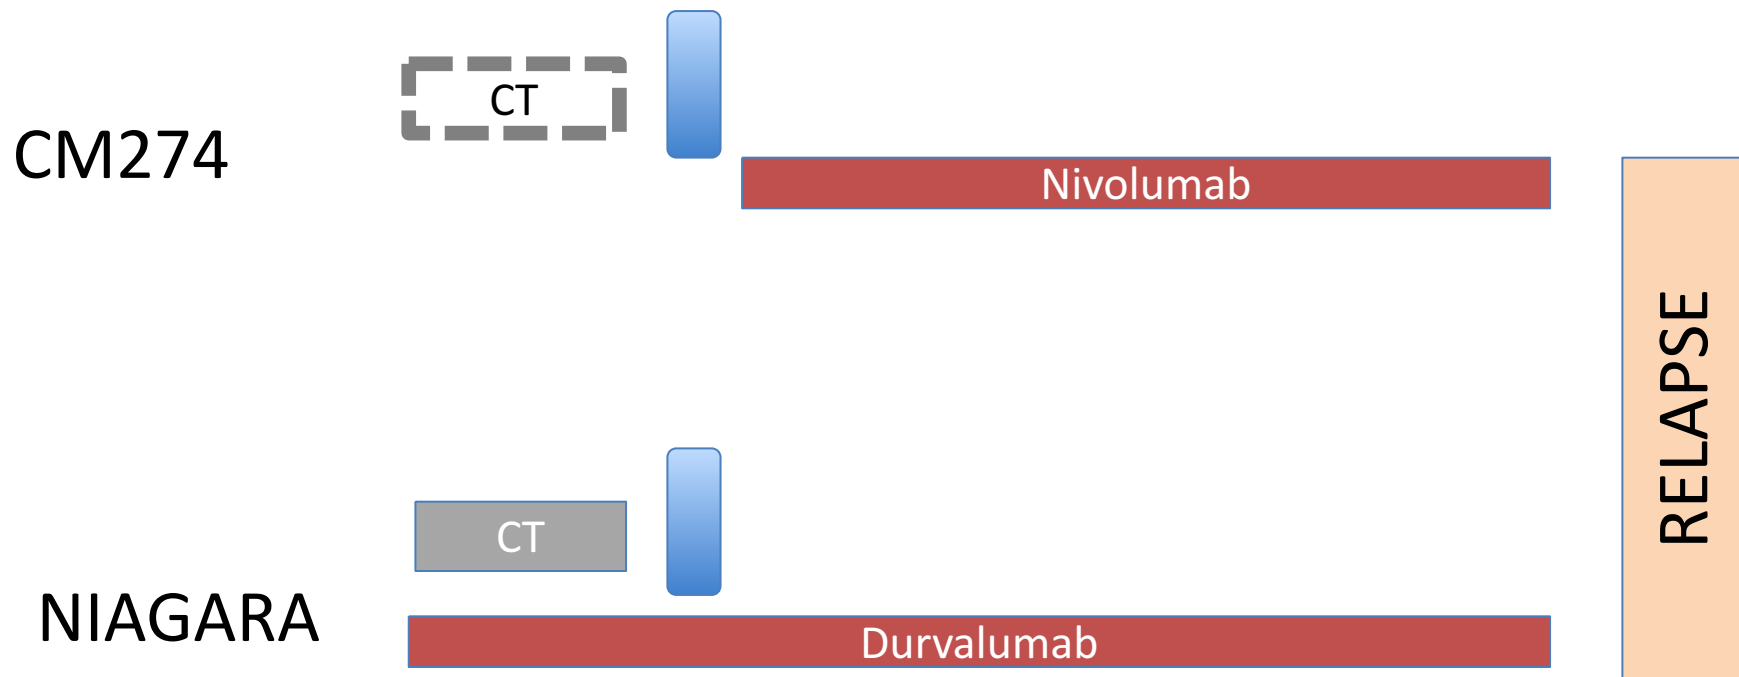 CT
CM274
Nivolumab
RELAPSE
CT
NIAGARA
Durvalumab